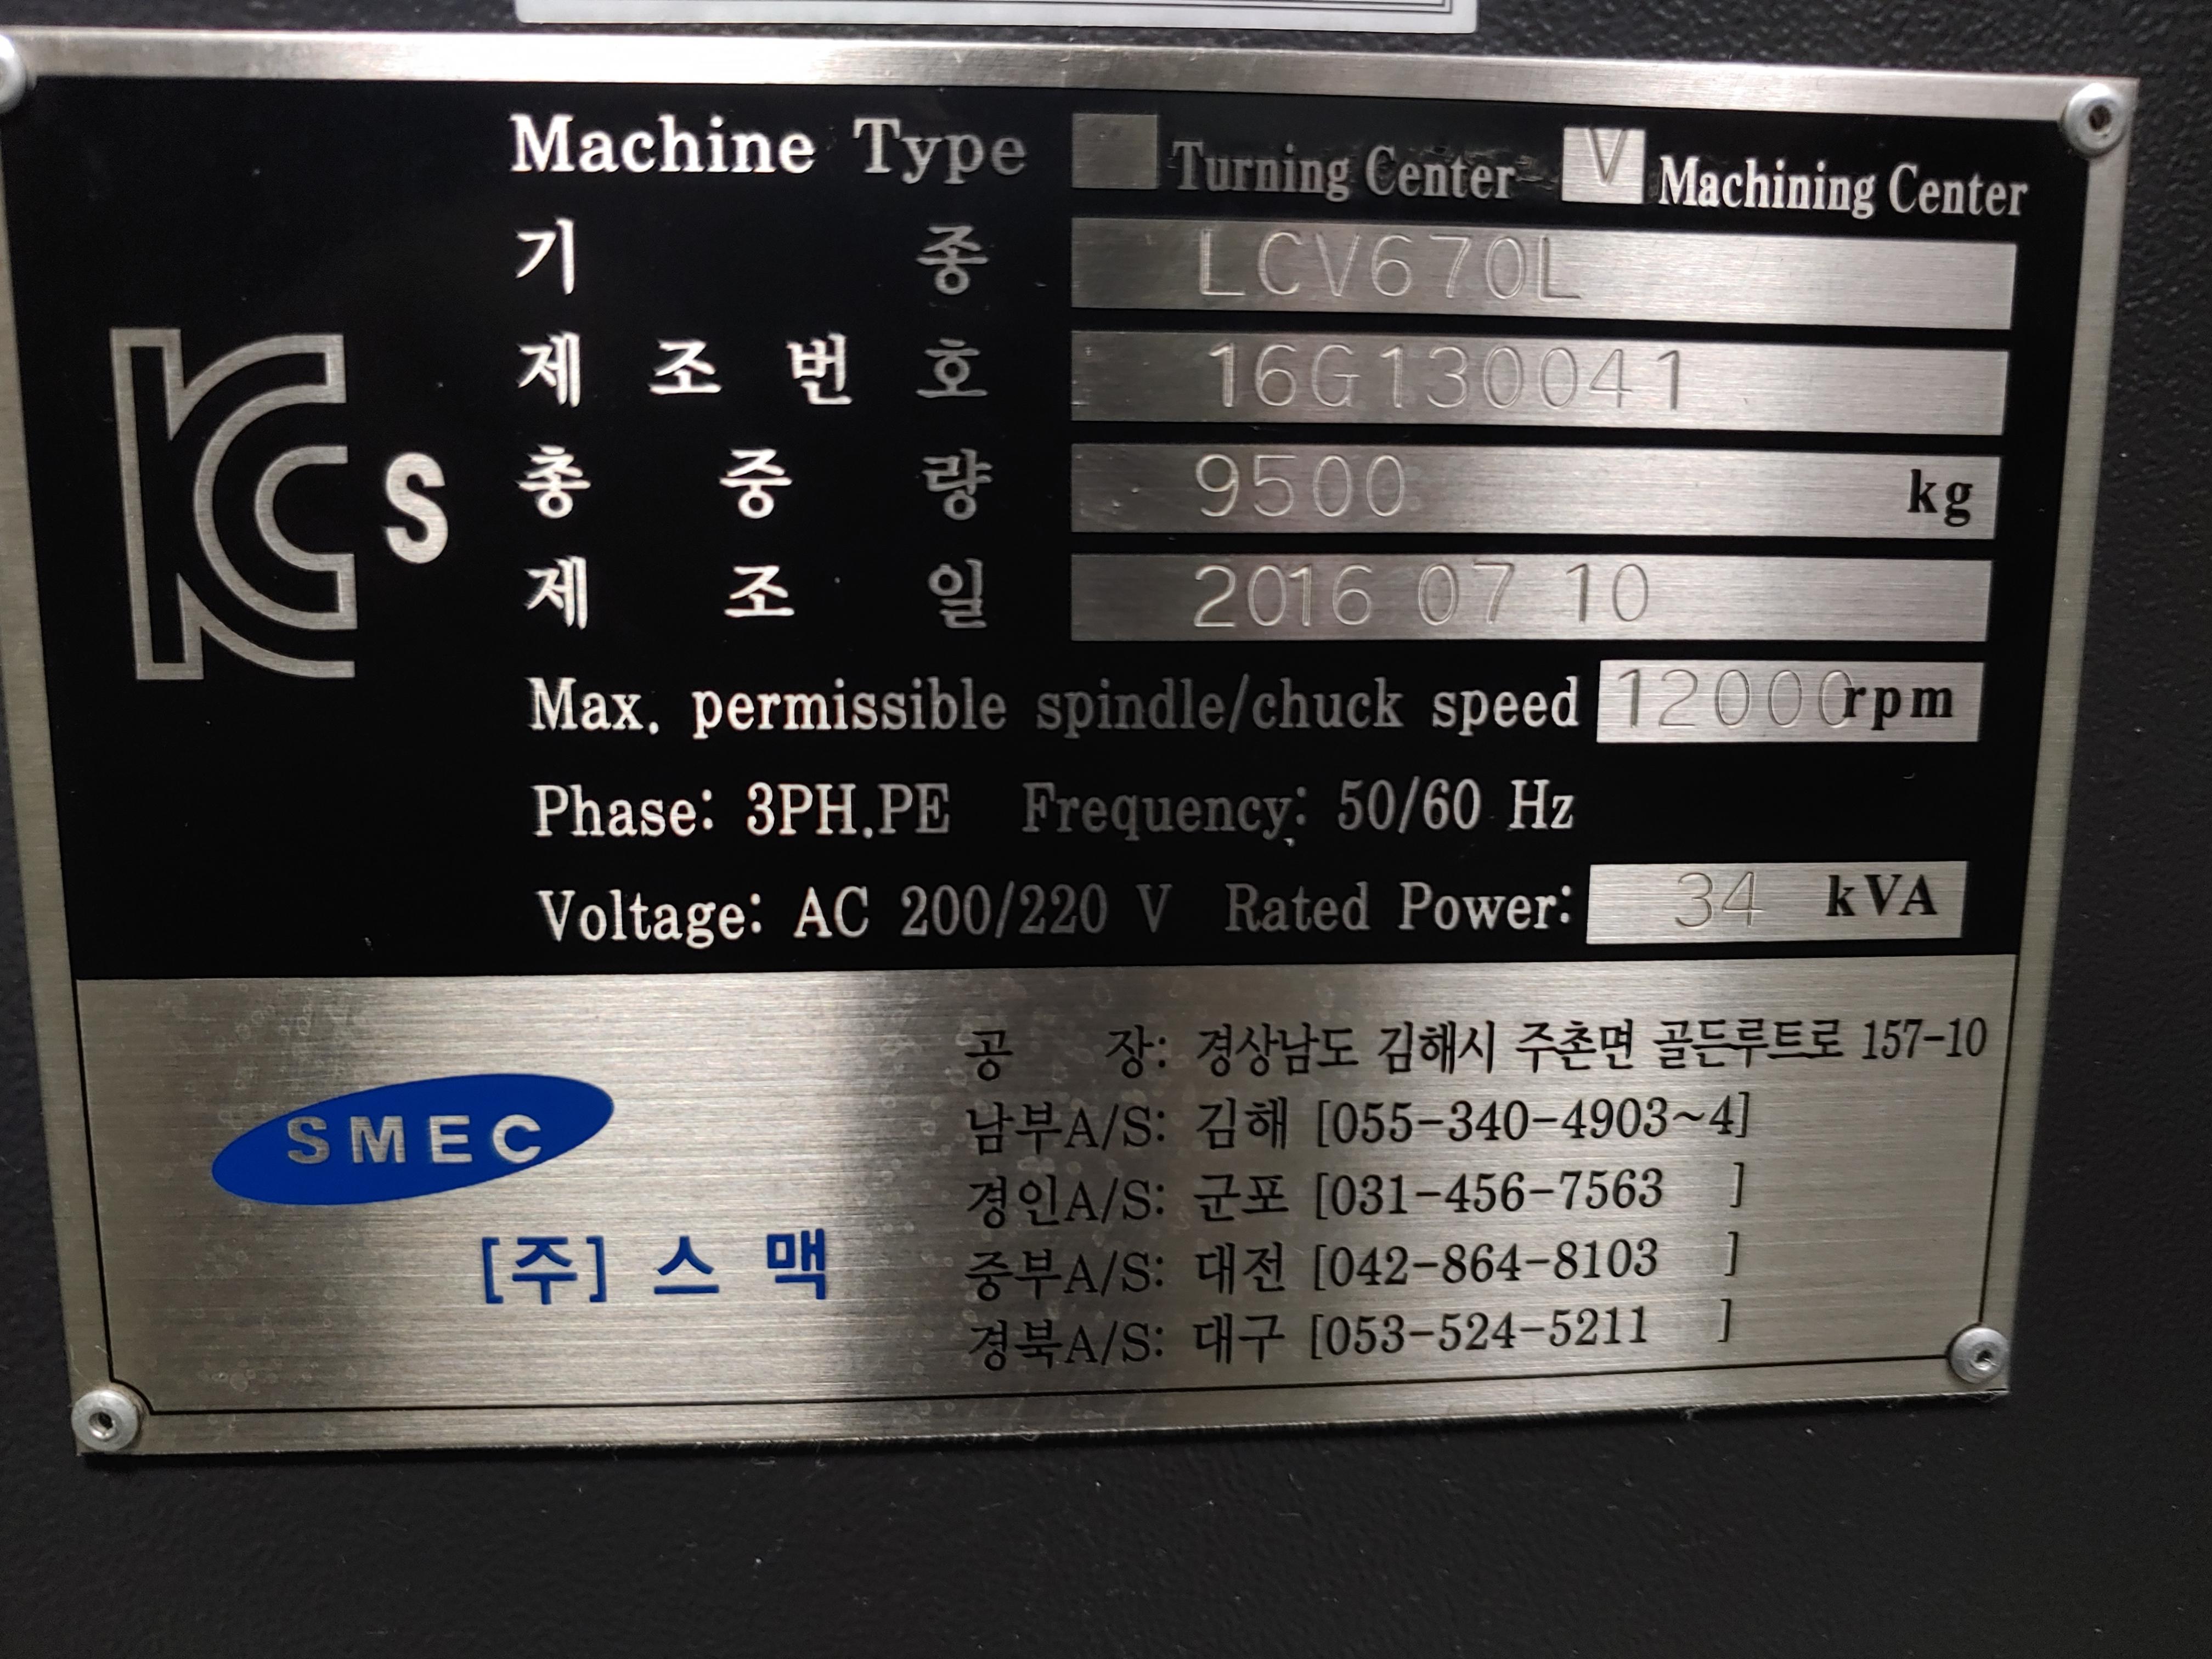 Machine Type Turning Center V Machining Center
기 종 LCV670L
제 조 번 호 16G130041
총 중 량 9500 kg
제 조 일 2016 07 10
KCs
Max. permissible spindle/chuck speed 12000rpm
Phase: 3PH.PE Frequency: 50/60 Hz
Voltage: AC 200/220 V Rated Power: 34 kVA
SMEC
[주] 스 맥
공 장: 경상남도 김해시 주촌면 골든루트로 157-10
남부A/S: 김해 [055-340-4903~4]
경인A/S: 군포 [031-456-7563 ]
중부A/S: 대전 [042-864-8103 ]
경북A/S: 대구 [053-524-5211 ]